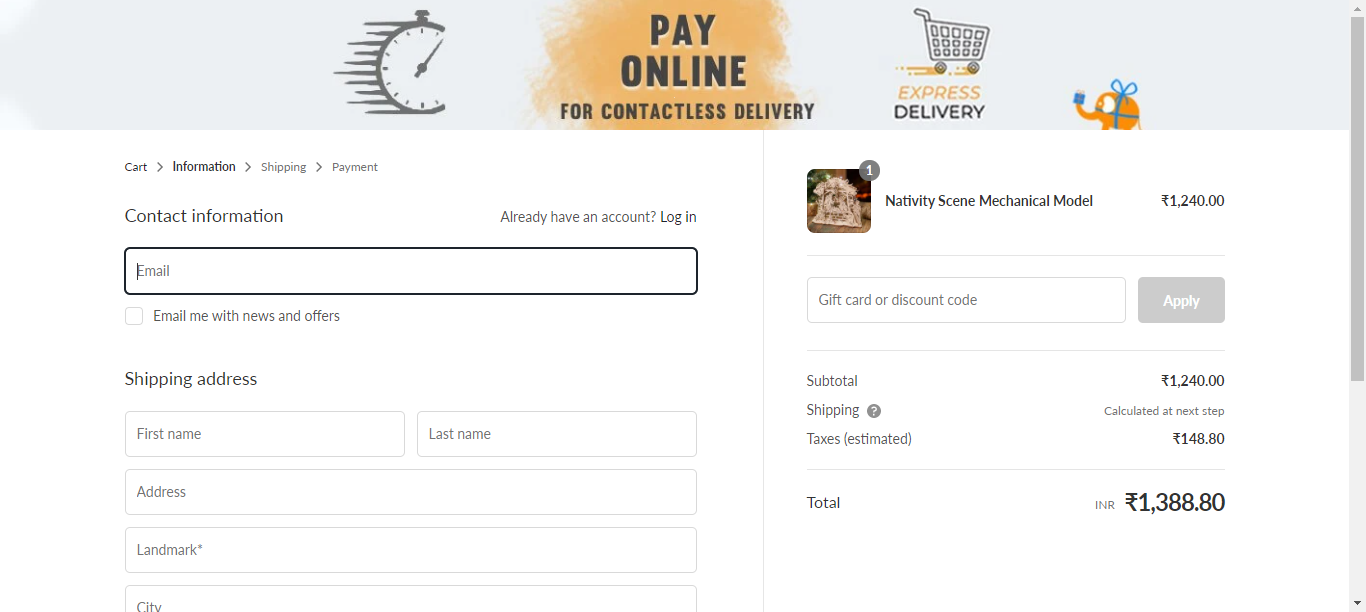 PAY
ONLINE
FOR CONTACTLESS DELIVERY
EXPRESS
DELIVERY
Cart > Information > Shipping > Payment
Contact information
Already have an account? Log in
Email
Email me with news and offers
Shipping address
First name
Last name
Address
Landmark*
City
1
Nativity Scene Mechanical Model ₹1,240.00
Gift card or discount code
Apply
Subtotal ₹1,240.00
Shipping ? Calculated at next step
Taxes (estimated) ₹148.80
Total INR ₹1,388.80